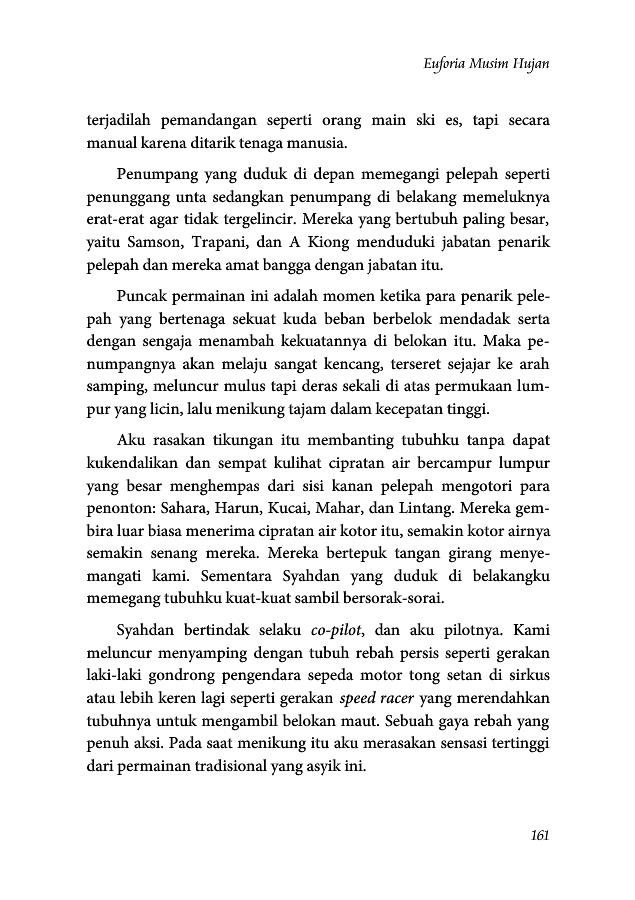 Euforia Musim Hujan
terjadilah pemandangan seperti orang main ski es, tapi secara
manual karena ditarik tenaga manusia.
Penumpang yang duduk di depan memegangi pelepah seperti
penunggang unta sedangkan penumpang di belakang memeluknya
erat-erat agar tidak tergelincir. Mereka yang bertubuh paling besar,
yaitu Samson, Trapani, dan A Kiong menduduki jabatan penarik
pelepah dan mereka amat bangga dengan jabatan itu.
Puncak permainan ini adalah momen ketika para penarik pele-
pah yang bertenaga sekuat kuda beban berbelok mendadak serta
dengan sengaja menambah kekuatannya di belokan itu. Maka pe-
numpangnya akan melaju sangat kencang, terseret sejajar ke arah
samping, meluncur mulus tapi deras sekali di atas permukaan lum-
pur yang licin, lalu menikung tajam dalam kecepatan tinggi.
Aku rasakan tikungan itu membanting tubuhku tanpa dapat
kukendalikan dan sempat kulihat cipratan air bercampur lumpur
yang besar menghempas dari sisi kanan pelepah mengotori para
penonton: Sahara, Harun, Kucai, Mahar, dan Lintang. Mereka gem-
bira luar biasa menerima cipratan air kotor itu, semakin kotor airnya
semakin senang mereka. Mereka bertepuk tangan girang menye-
mangati kami. Sementara Syahdan yang duduk di belakangku
memegang tubuhku kuat-kuat sambil bersorak-sorai.
Syahdan bertindak selaku co-pilot, dan aku pilotnya. Kami
meluncur menyamping dengan tubuh rebah persis seperti gerakan
laki-laki gondrong pengendara sepeda motor tong setan di sirkus
atau lebih keren lagi seperti gerakan speed racer yang merendahkan
tubuhnya untuk mengambil belokan maut. Sebuah gaya rebah yang
penuh aksi. Pada saat menikung itu aku merasakan sensasi tertinggi
dari permainan tradisional yang asyik ini.
161